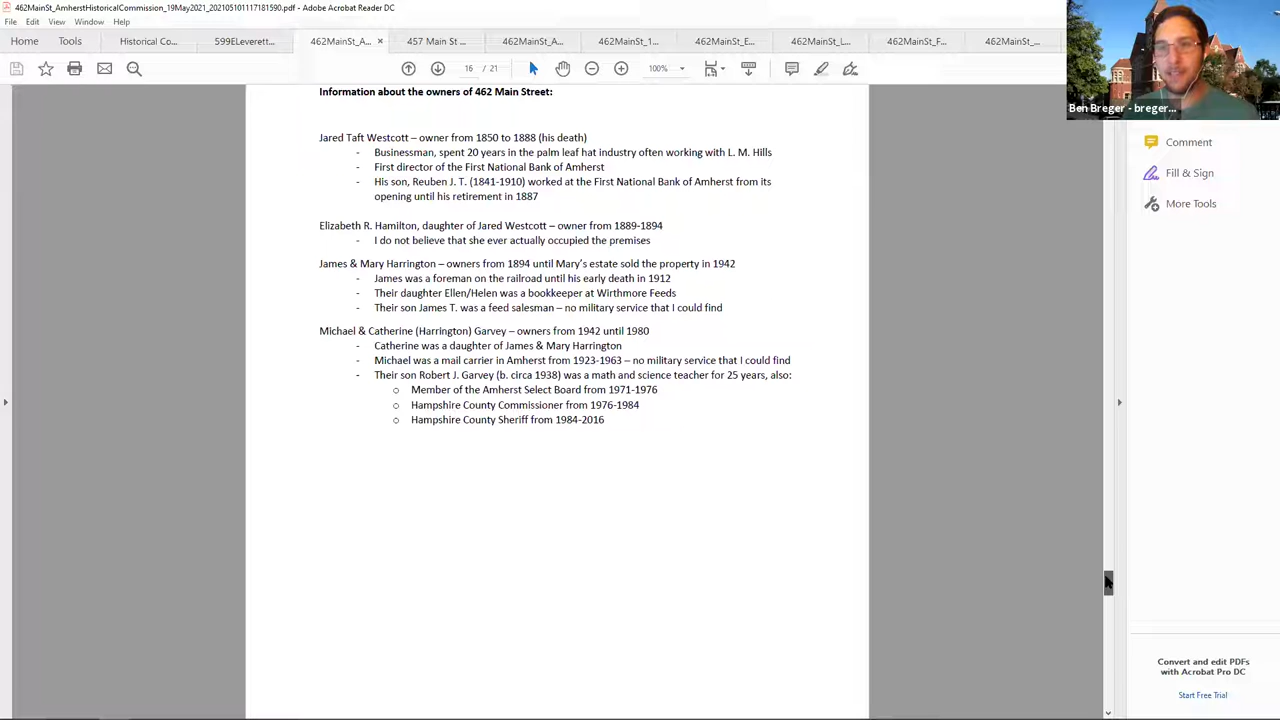 462MainSt_AmherstHistoricalCommission_19May2021_202105101117181590.pdf - Adobe Acrobat Reader DC
File Edit View Window Help
Home Tools Historical Co... 599ELeverett... 462MainSt_A... × 457 Main St ... 462MainSt_A... 462MainSt_1... 462MainSt_E... 462MainSt_L... 462MainSt_F... 462MainSt_...
16 / 21 100%
Ben Breger - breger...
Information about the owners of 462 Main Street:
Jared Taft Westcott – owner from 1850 to 1888 (his death)
- Businessman, spent 20 years in the palm leaf hat industry often working with L. M. Hills
- First director of the First National Bank of Amherst
- His son, Reuben J. T. (1841-1910) worked at the First National Bank of Amherst from its
opening until his retirement in 1887
Elizabeth R. Hamilton, daughter of Jared Westcott – owner from 1889-1894
- I do not believe that she ever actually occupied the premises
James & Mary Harrington – owners from 1894 until Mary's estate sold the property in 1942
- James was a foreman on the railroad until his early death in 1912
- Their daughter Ellen/Helen was a bookkeeper at Wirthmore Feeds
- Their son James T. was a feed salesman – no military service that I could find
Michael & Catherine (Harrington) Garvey – owners from 1942 until 1980
- Catherine was a daughter of James & Mary Harrington
- Michael was a mail carrier in Amherst from 1923-1963 – no military service that I could find
- Their son Robert J. Garvey (b. circa 1938) was a math and science teacher for 25 years, also:
o Member of the Amherst Select Board from 1971-1976
o Hampshire County Commissioner from 1976-1984
o Hampshire County Sheriff from 1984-2016
Comment
Fill & Sign
More Tools
Convert and edit PDFs
with Acrobat Pro DC
Start Free Trial